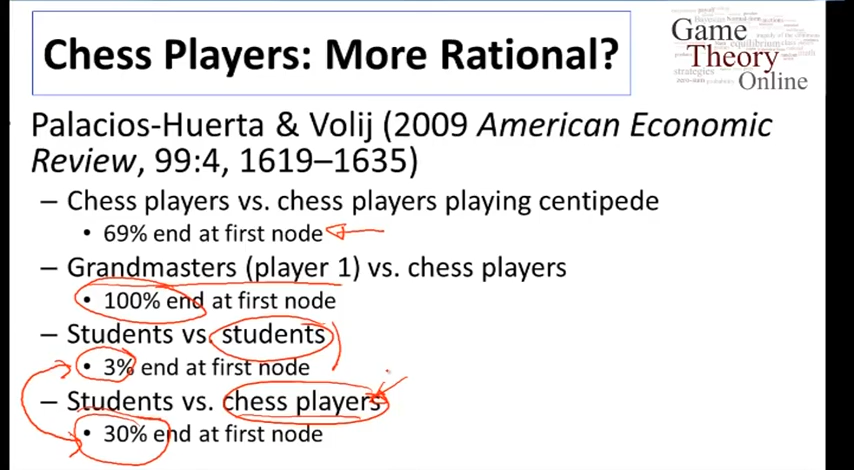 Chess Players: More Rational?
Game
Theory
Online
equilibrium
strategies
Palacios-Huerta & Volij (2009 American Economic
Review, 99:4, 1619–1635)
– Chess players vs. chess players playing centipede
• 69% end at first node
– Grandmasters (player 1) vs. chess players
• 100% end at first node
– Students vs. students
• 3% end at first node
– Students vs. chess players
• 30% end at first node